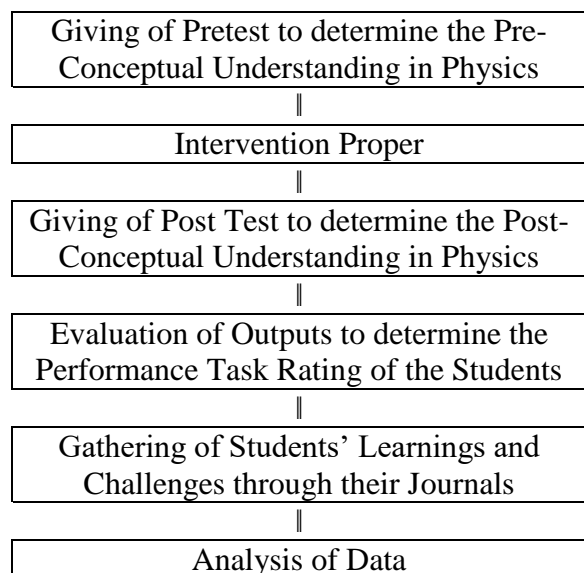 Giving of Pretest to determine the Pre-
Conceptual Understanding in Physics
Intervention Proper
Giving of Post Test to determine the Post-
Conceptual Understanding in Physics
Evaluation of Outputs to determine the
Performance Task Rating of the Students
Gathering of Students’ Learnings and
Challenges through their Journals
Analysis of Data